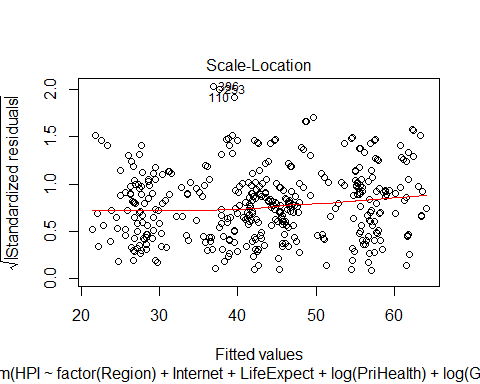 Scale-Location
√|Standardized residuals|
2.0
1.5
1.0
0.5
0.0
110
20
30
40
50
60
Fitted values
m(HPI ~ factor(Region) + Internet + LifeExpect + log(PriHealth) + log(G